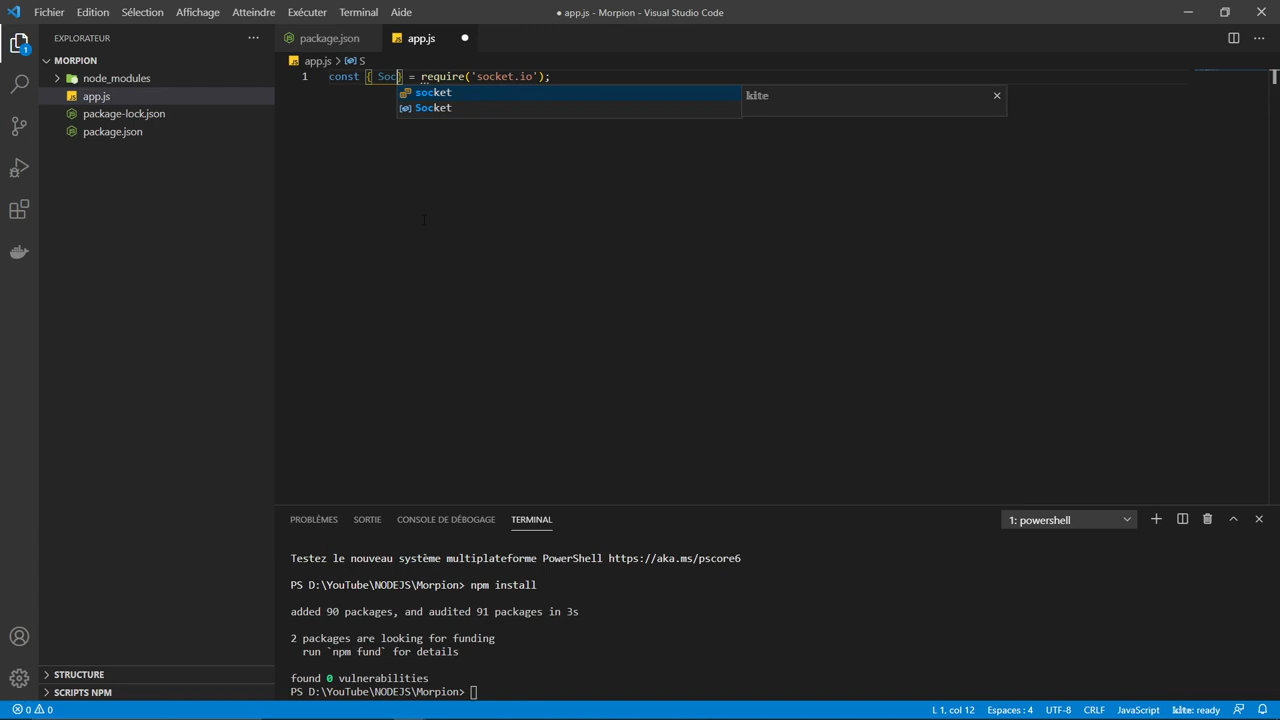 Fichier Edition Sélection Affichage Atteindre Exécuter Terminal Aide
● app.js - Morpion - Visual Studio Code
EXPLORATEUR
MORPION
node_modules
app.js
package-lock.json
package.json
STRUCTURE
SCRIPTS NPM
1
package.json
app.js
app.js > S
1 const { Soc} = require('socket.io');
socket
Socket
kite
PROBLÈMES SORTIE CONSOLE DE DÉBOGAGE TERMINAL
1: powershell
Testez le nouveau système multiplateforme PowerShell https://aka.ms/pscore6
PS D:\YouTube\NODEJS\Morpion> npm install
added 90 packages, and audited 91 packages in 3s
2 packages are looking for funding
run `npm fund` for details
found 0 vulnerabilities
PS D:\YouTube\NODEJS\Morpion>
0 0
L 1, col 12 Espaces : 4 UTF-8 CRLF JavaScript kite: ready